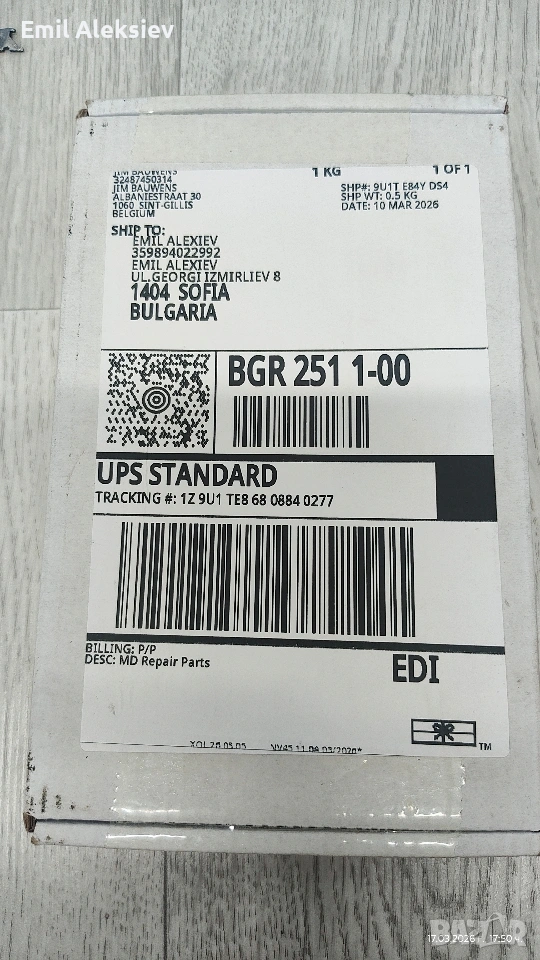 Emil Aleksiev
JIM BAUWENS 1 KG 1 OF 1
32487450314
JIM BAUWENS
ALBANIESTRAAT 30
1060 SINT-GILLIS
BELGIUM
SHP#: 9U1T E84Y DS4
SHP WT: 0.5 KG
DATE: 10 MAR 2026
SHIP TO:
EMIL ALEXIEV
359894022992
EMIL ALEXIEV
UL.GEORGI IZMIRLIEV 8
1404 SOFIA
BULGARIA
BGR 251 1-00
UPS STANDARD
TRACKING #: 1Z 9U1 TE8 68 0884 0277
BILLING: P/P
DESC: MD Repair Parts
EDI
TM
BAZAR
17.03.2026 17:50